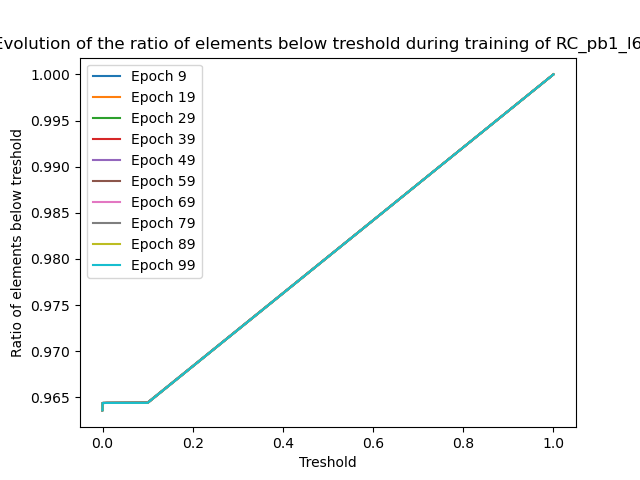 Evolution of the ratio of elements below treshold during training of RC_pb1_l6
Epoch 9
Epoch 19
Epoch 29
Epoch 39
Epoch 49
Epoch 59
Epoch 69
Epoch 79
Epoch 89
Epoch 99
Ratio of elements below treshold
1.000
0.995
0.990
0.985
0.980
0.975
0.970
0.965
0.0 0.2 0.4 0.6 0.8 1.0
Treshold